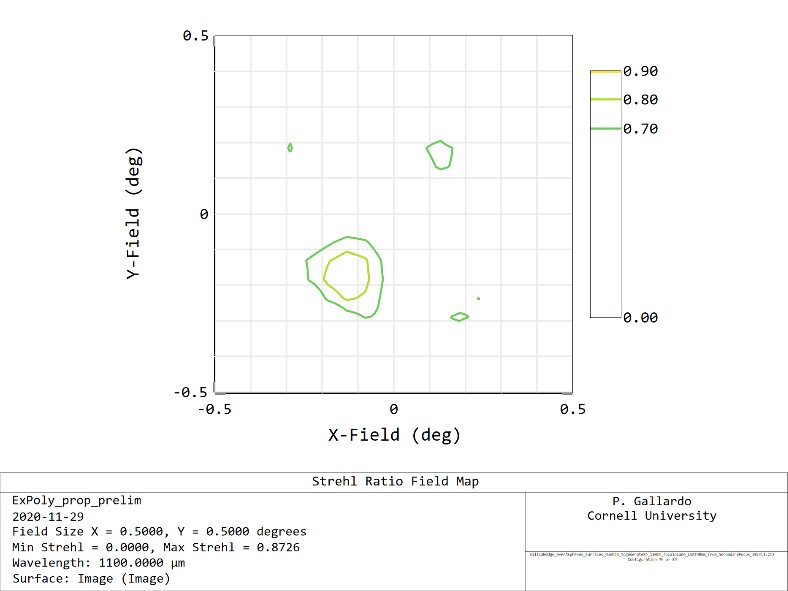 0.5
0
-0.5
Y-Field (deg)
-0.5
0
0.5
X-Field (deg)
0.90
0.80
0.70
0.00
Strehl Ratio Field Map
ExPoly_prop_prelim
2020-11-29
Field Size X = 0.5000, Y = 0.5000 degrees
Min Strehl = 0.0000, Max Strehl = 0.8726
Wavelength: 1100.0000 μm
Surface: Image (Image)
P. Gallardo
Cornell University